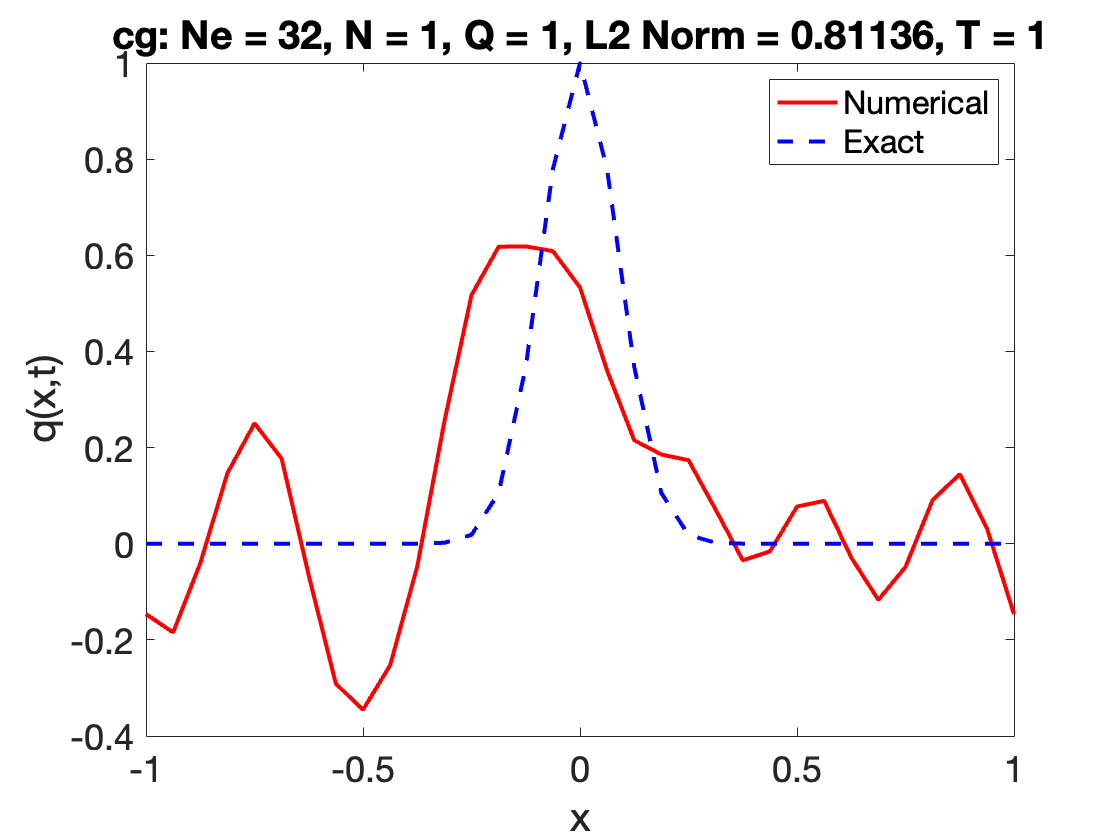 cg: Ne = 32, N = 1, Q = 1, L2 Norm = 0.81136, T = 1
Numerical
Exact
1
0.8
0.6
0.4
0.2
0
-0.2
-0.4
q(x,t)
-1
-0.5
0
0.5
1
x